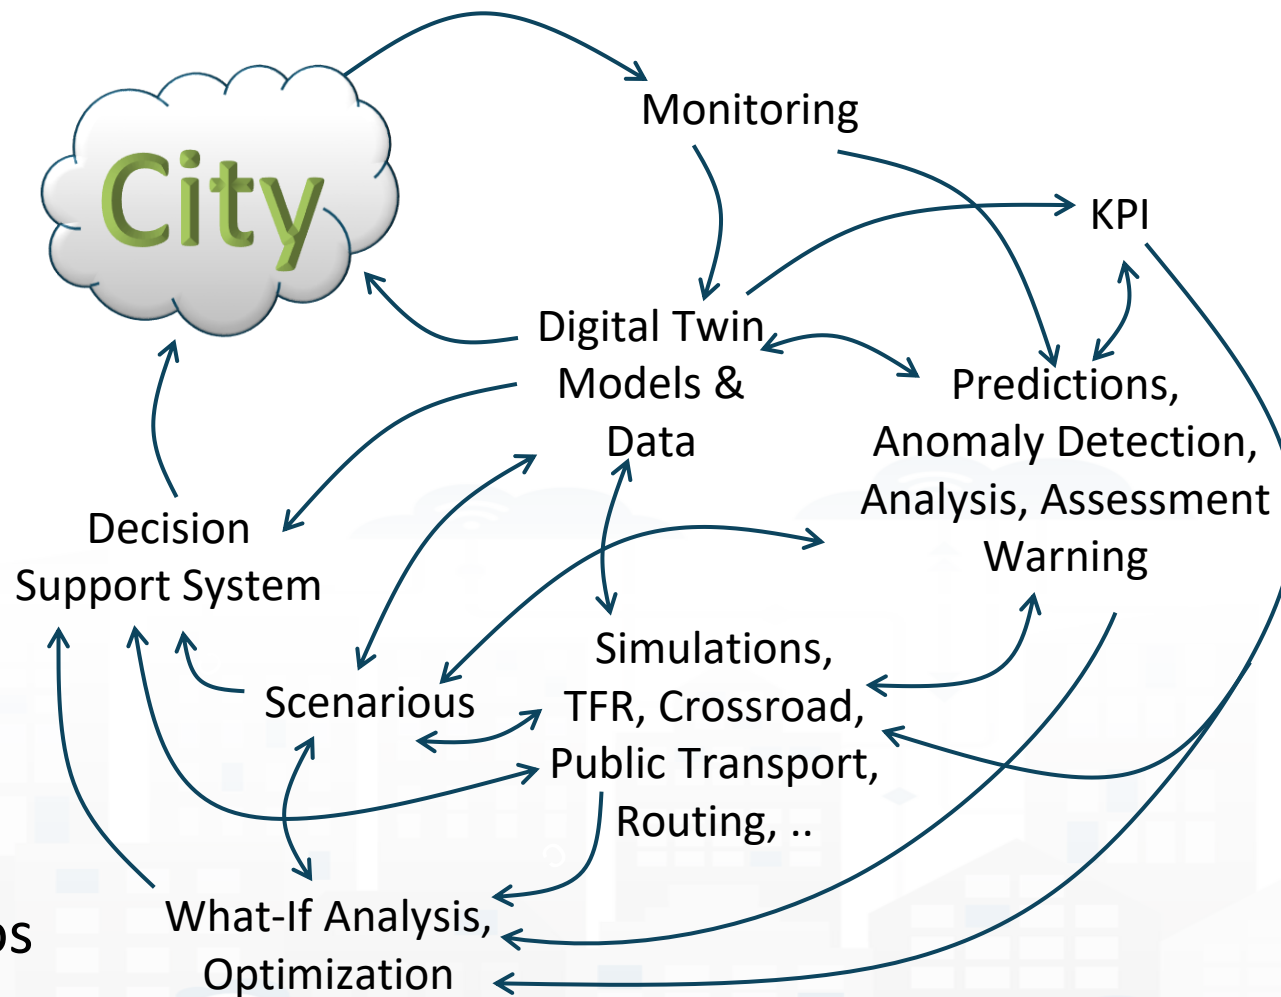 City
Monitoring
KPI
Digital Twin
Models &
Data
Predictions,
Anomaly Detection,
Analysis, Assessment
Warning
Decision
Support System
Scenarious
Simulations,
TFR, Crossroad,
Public Transport,
Routing, ..
What-If Analysis,
Optimization